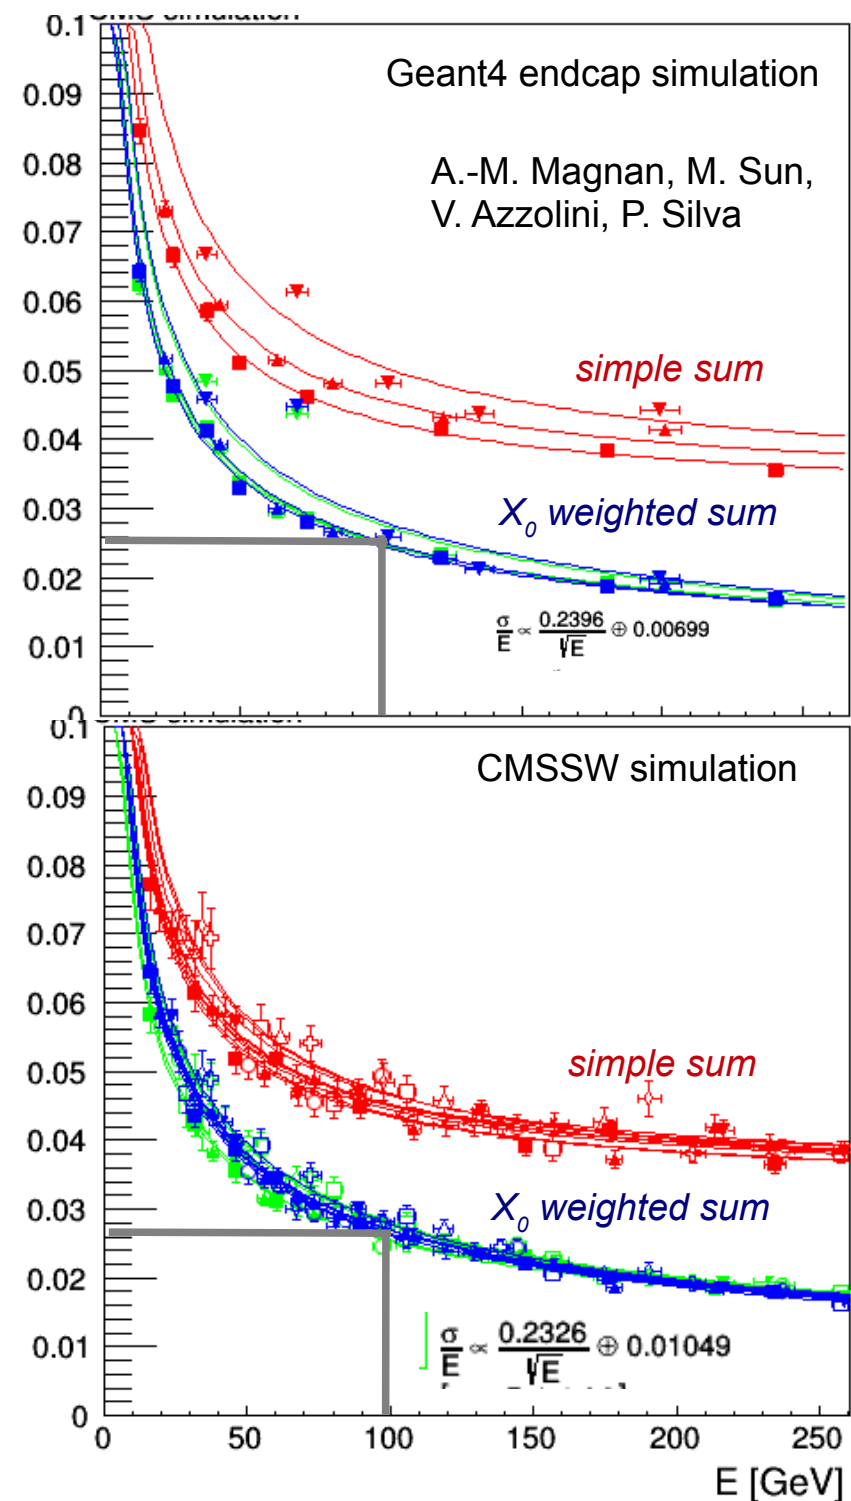 simulation
0.1
0.09
0.08
0.07
0.06
0.05
0.04
0.03
0.02
0.01
Geant4 endcap simulation
A.-M. Magnan, M. Sun,
V. Azzolini, P. Silva
simple sum
X₀ weighted sum
σ/E ∝ 0.2396/√E ⊕ 0.00699
0.1
0.09
0.08
0.07
0.06
0.05
0.04
0.03
0.02
0.01
0
CMSSW simulation
simple sum
X₀ weighted sum
σ/E ∝ 0.2326/√E ⊕ 0.01049
0 50 100 150 200 250
E [GeV]